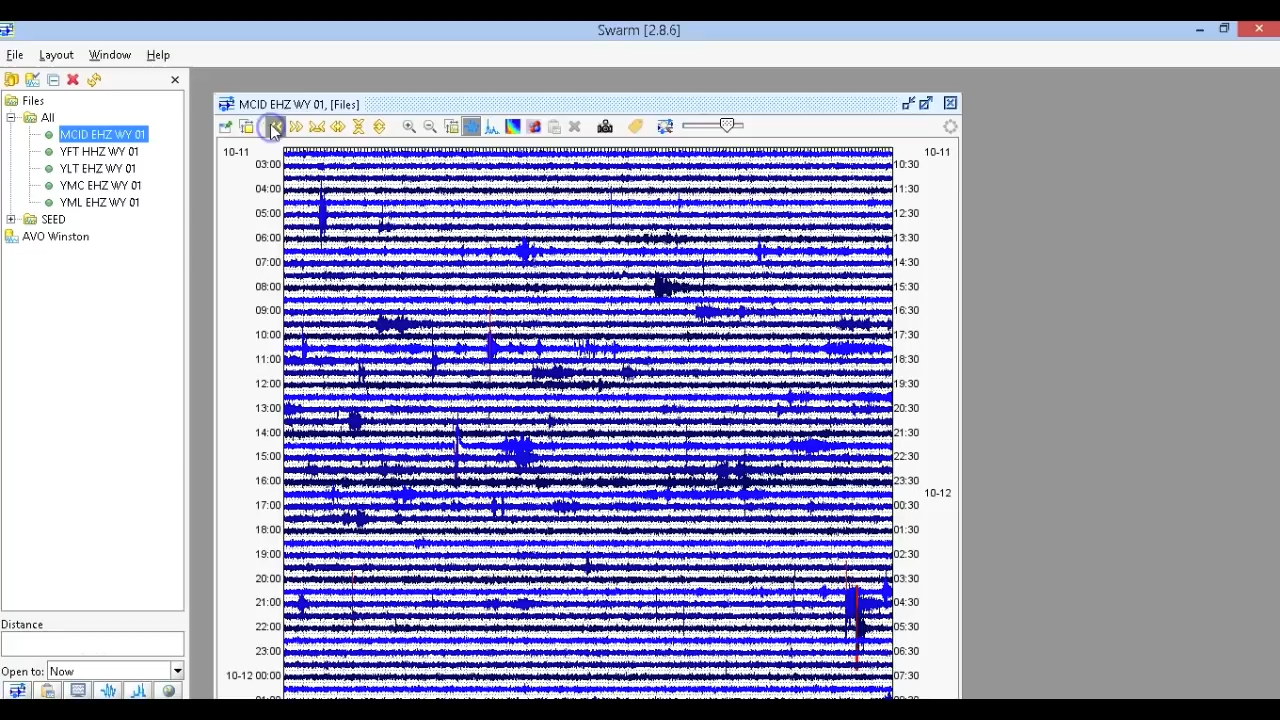 Swarm [2.8.6]
File Layout Window Help
Files
All
MCID EHZ WY 01
YFT HHZ WY 01
YLT EHZ WY 01
YMC EHZ WY 01
YML EHZ WY 01
SEED
AVO Winston
Distance
Open to: Now
MCID EHZ WY 01, [Files]
10-11 10-11
03:00 10:30
04:00 11:30
05:00 12:30
06:00 13:30
07:00 14:30
08:00 15:30
09:00 16:30
10:00 17:30
11:00 18:30
12:00 19:30
13:00 20:30
14:00 21:30
15:00 22:30
16:00 23:30
10-12
17:00 00:30
18:00 01:30
19:00 02:30
20:00 03:30
21:00 04:30
22:00 05:30
23:00 06:30
10-12 00:00 07:30